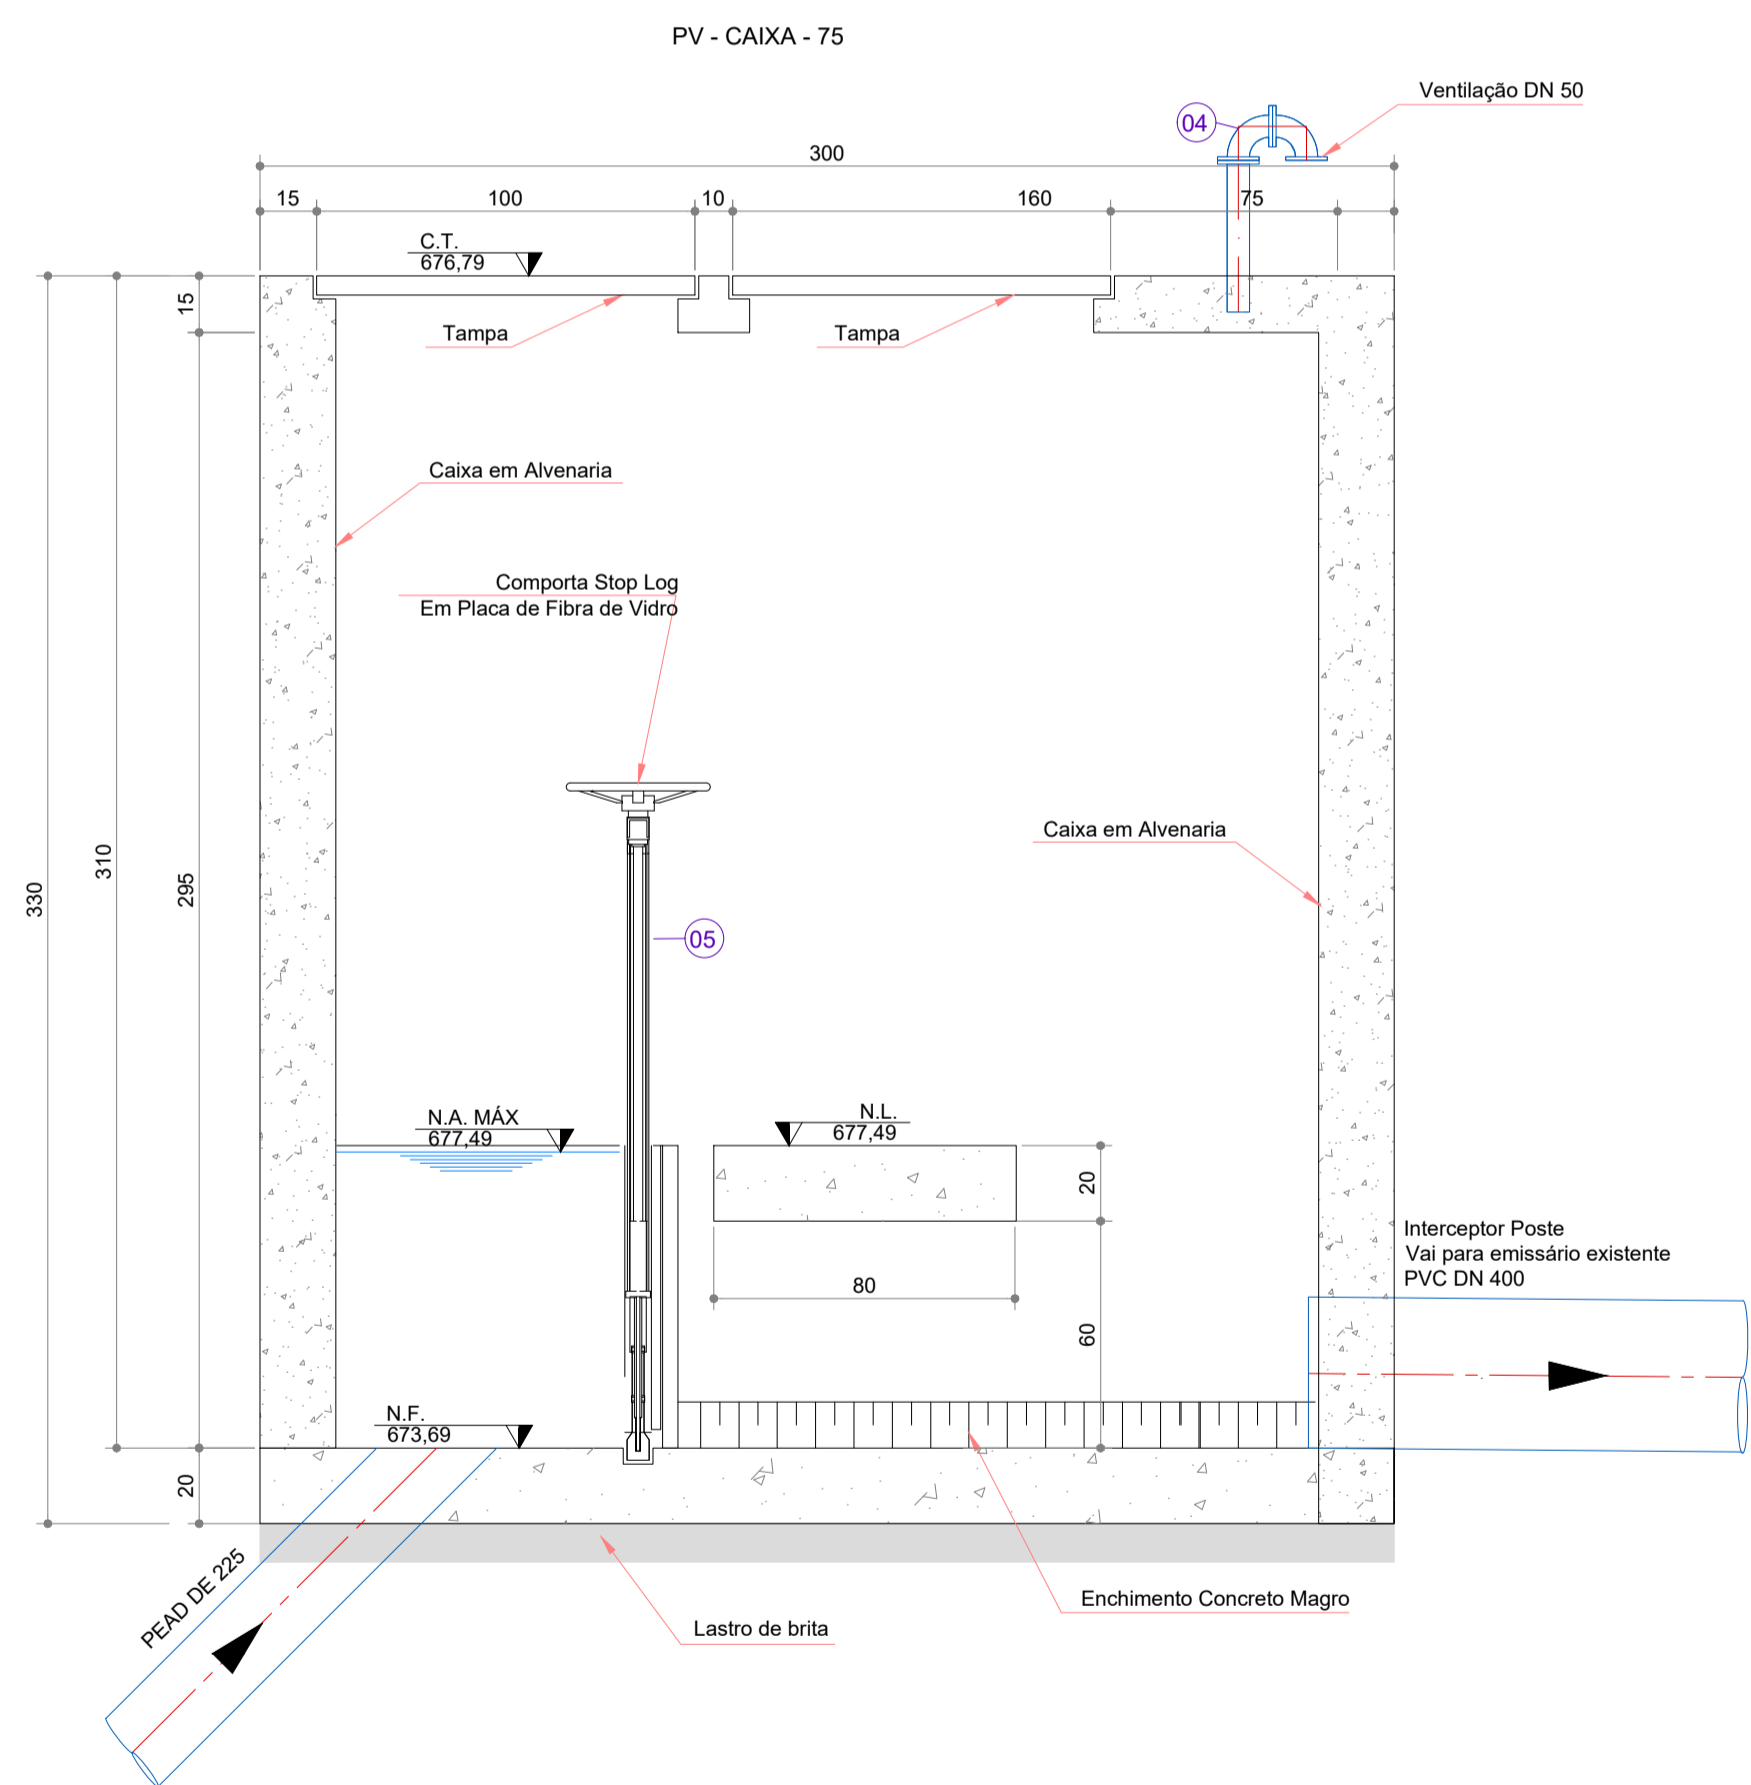 PV - CAIXA - 75
Ventilação DN 50
04
300
15
100
10
160
75
C.T.
676,79
15
Tampa
Tampa
Caixa em Alvenaria
Comporta Stop Log
Em Placa de Fibra de Vidro
Caixa em Alvenaria
310
330
295
05
N.A. MÁX
677,49
N.L.
677,49
20
Interceptor Poste
Vai para emissário existente
PVC DN 400
80
60
N.F.
673,69
20
PEAD DE 225
Enchimento Concreto Magro
Lastro de brita